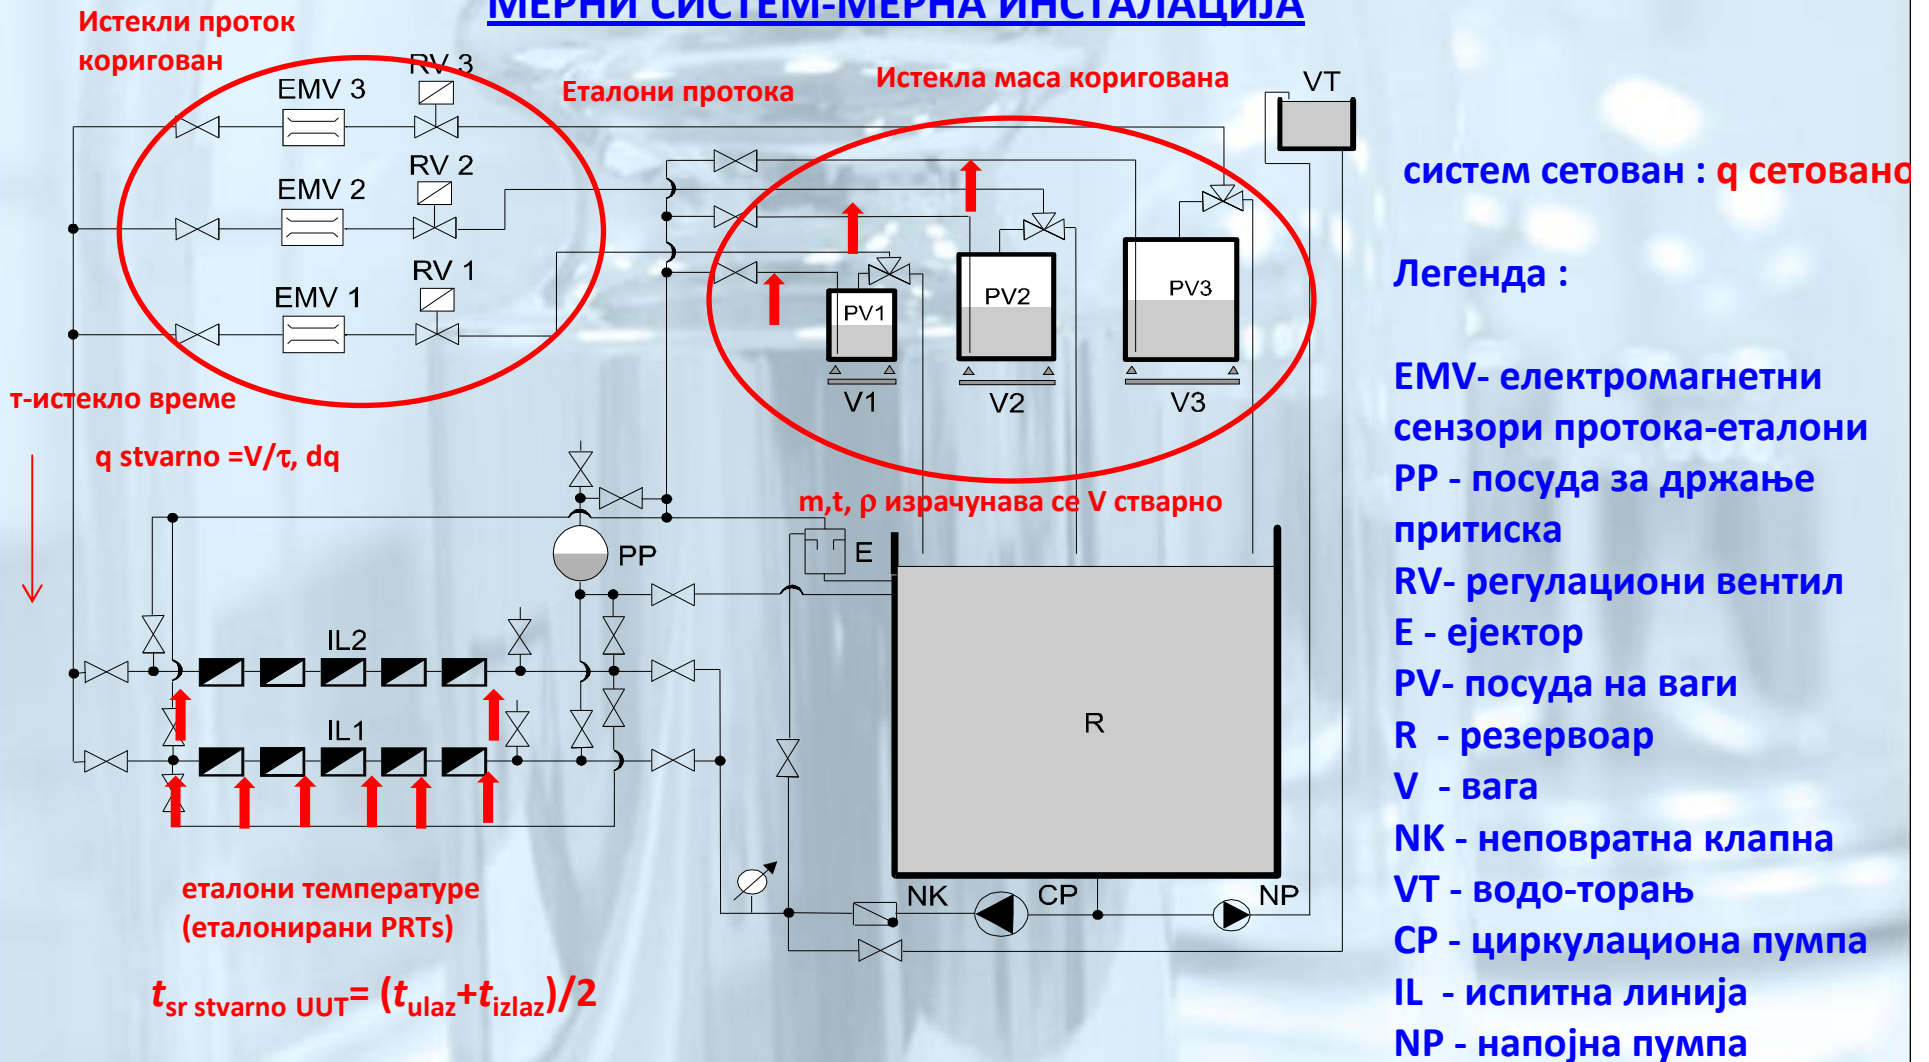 МЕРНИ СИСТЕМ-МЕРНА ИНСТАЛАЦИЈА
Истекли проток
коригован
EMV 3
RV 3
Еталони протока
Истекла маса коригована
VT
EMV 2
RV 2
EMV 1
RV 1
PV1
PV2
PV3
V1
V2
V3
т-истекло време
q stvarno =V/τ, dq
m,t, ρ израчунава се V стварно
PP
E
IL2
IL1
R
NK
CP
NP
еталони температуре
(еталонирани PRTs)
tsr stvarno UUT= (tulaz+tizlaz)/2
систем сетован : q сетовано
Легенда :
EMV- електромагнетни
сензори протока-еталони
PP - посуда за држање
притиска
RV- регулациони вентил
E - ејектор
PV- посуда на ваги
R - резервоар
V - вага
NK - неповратна клапна
VT - водо-торањ
CP - циркулациона пумпа
IL - испитна линија
NP - напојна пумпа